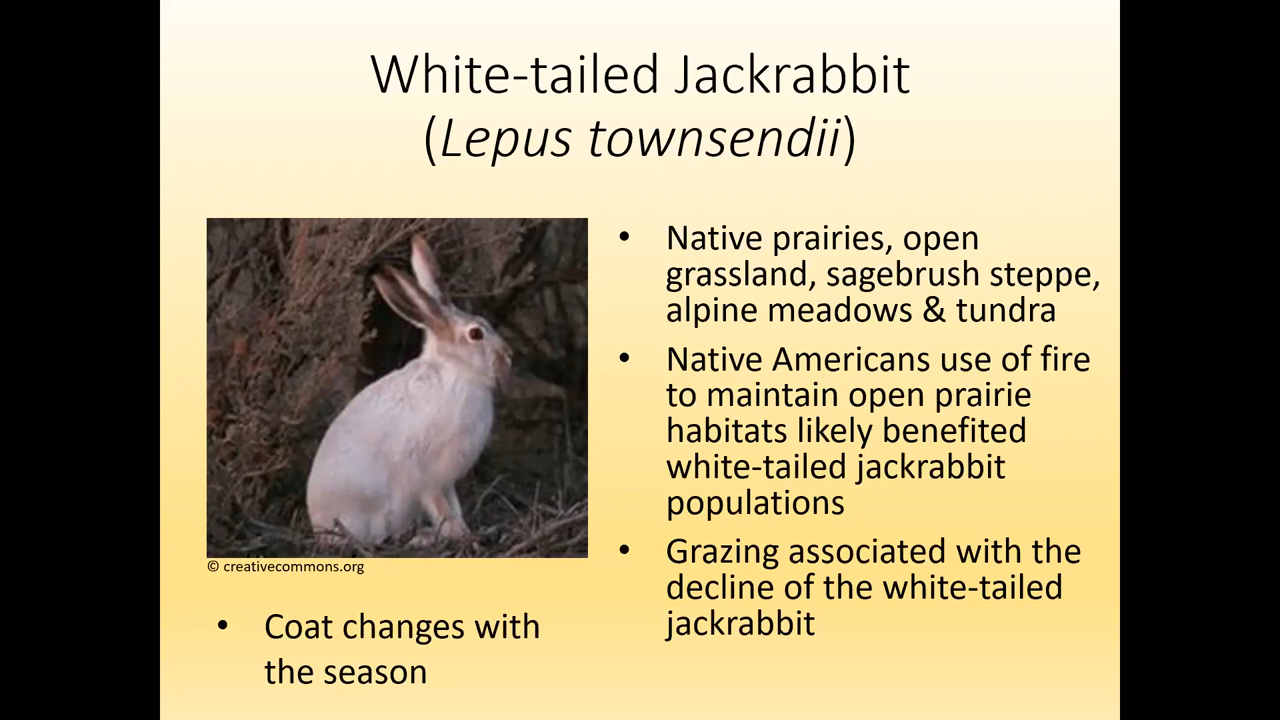 White-tailed Jackrabbit
(Lepus townsendii)
© creativecommons.org
• Coat changes with
the season
• Native prairies, open
grassland, sagebrush steppe,
alpine meadows & tundra
• Native Americans use of fire
to maintain open prairie
habitats likely benefited
white-tailed jackrabbit
populations
• Grazing associated with the
decline of the white-tailed
jackrabbit